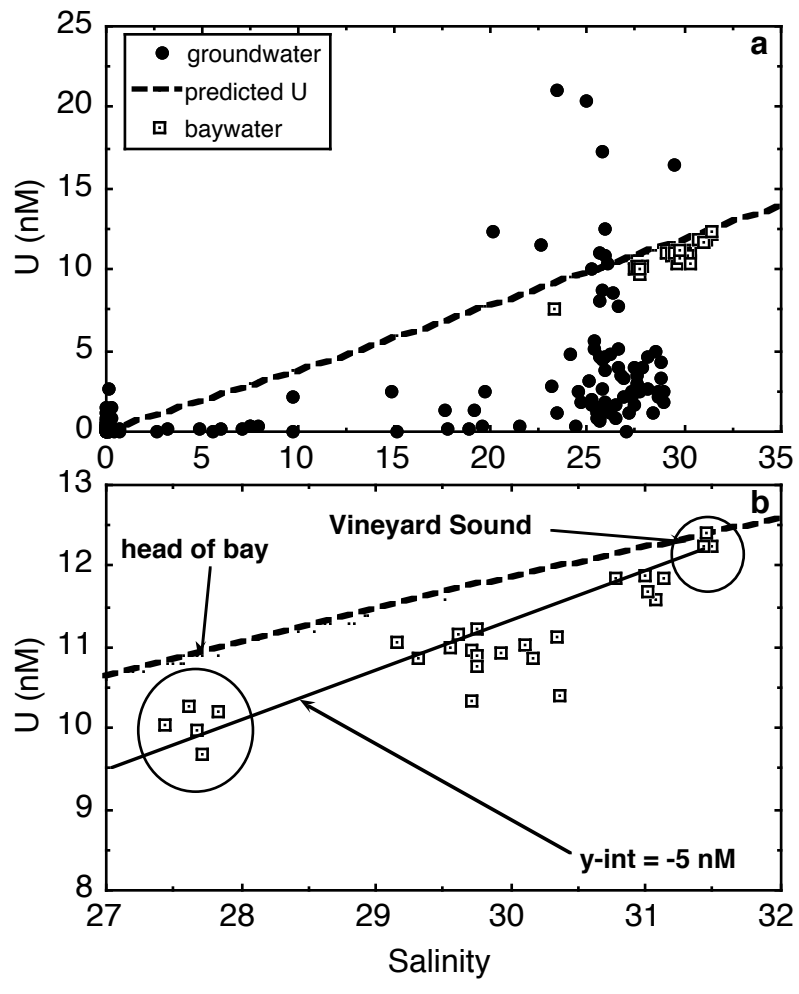 25
20
15
10
5
0
U (nM)
a
groundwater
predicted U
baywater
0 5 10 15 20 25 30 35
13
12
11
10
9
8
U (nM)
b
Vineyard Sound
head of bay
y-int = -5 nM
27 28 29 30 31 32
Salinity